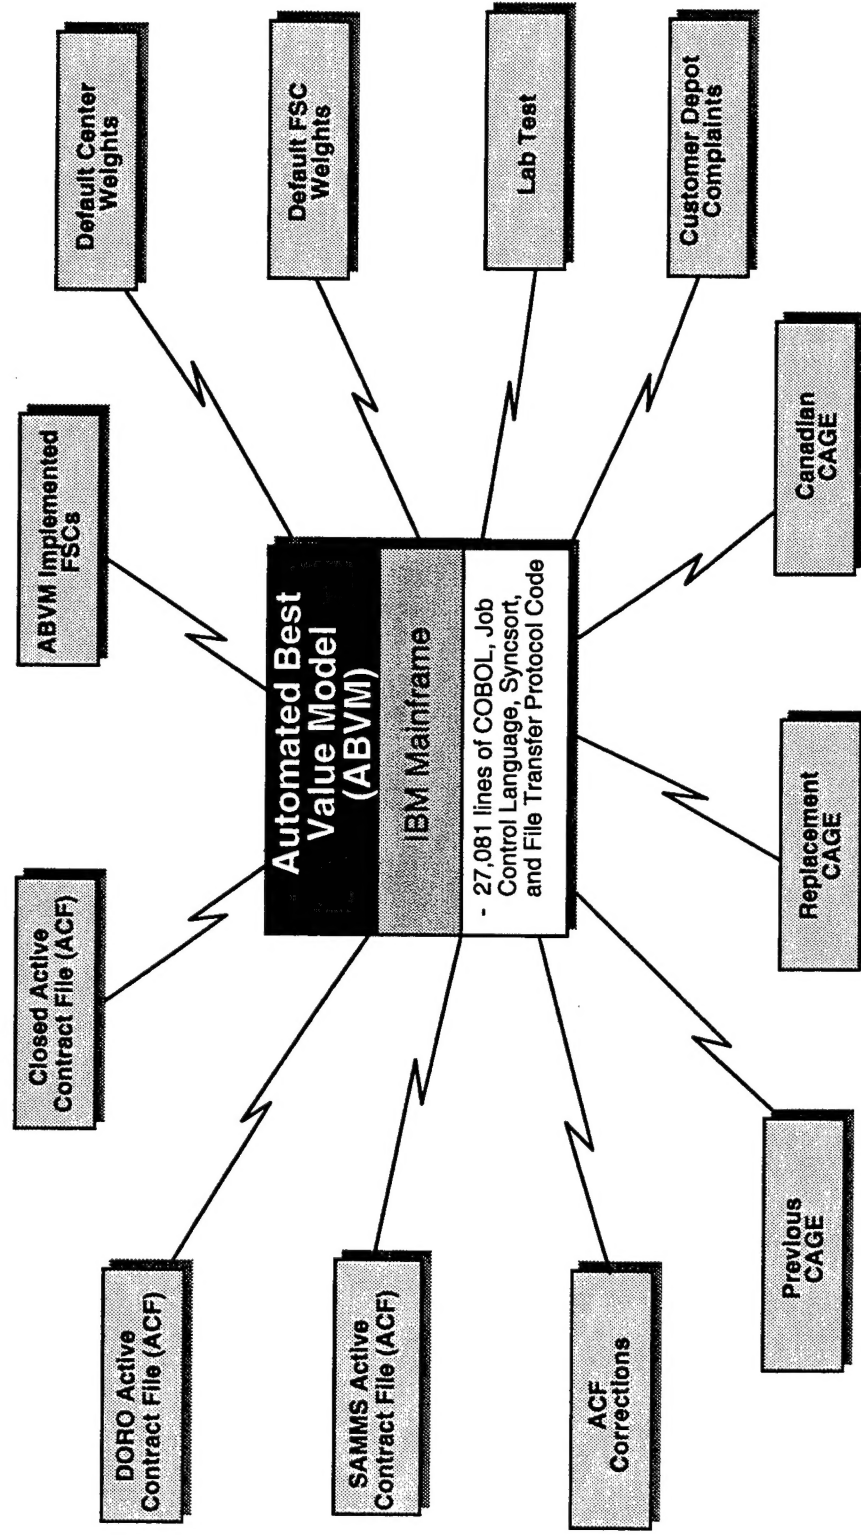 Closed Active
Contract File (ACF)
ABVM Implemented
FSCs
DORO Active
Contract File (ACF)
Default Center
Weights
SAMMS Active
Contract File (ACF)
Automated Best
Value Model
(ABVM)
IBM Mainframe
- 27,081 lines of COBOL, Job
Control Language, Syncsort,
and File Transfer Protocol Code
Default FSC
Weights
Lab Test
ACF
Corrections
Customer Depot
Complaints
Previous
CAGE
Replacement
CAGE
Canadian
CAGE